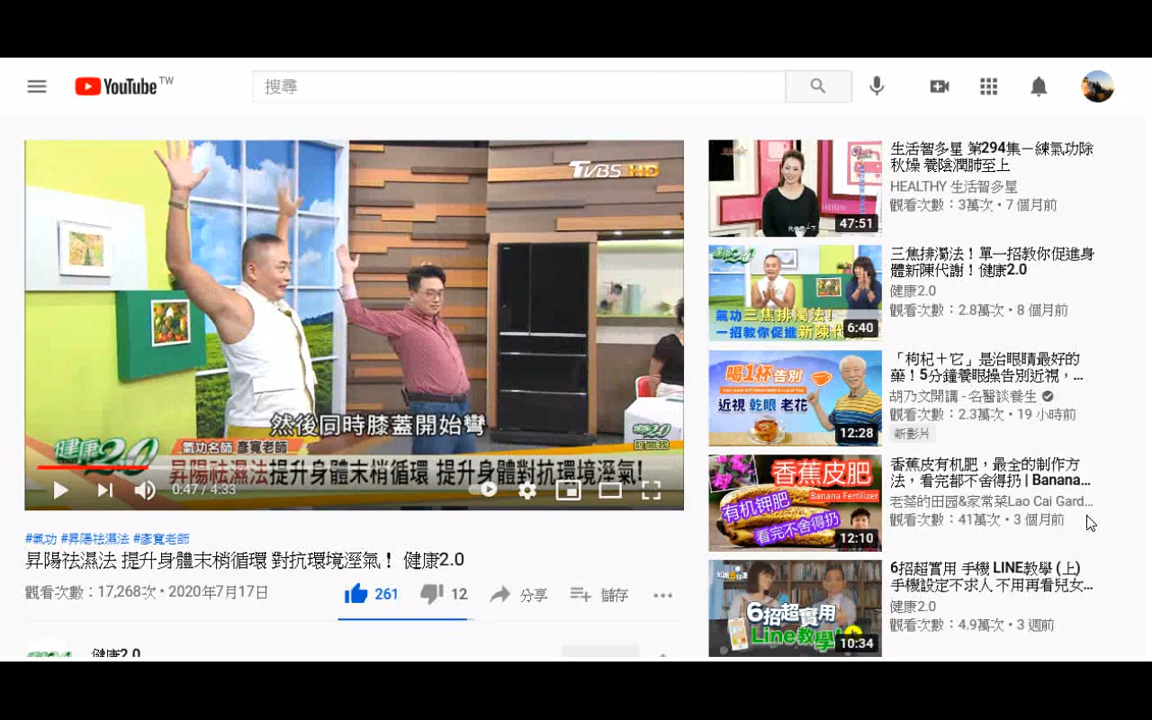 YouTube TW
搜尋
TVBS HD
然後同時膝蓋開始彎
健康2.0
氣功名師 彥寬老師
昇陽祛濕法提升身體末梢循環 提升身體對抗環境溼氣!
0:47 / 4:33
#氣功 #昇陽祛濕法 #彥寬老師
昇陽祛濕法 提升身體末梢循環 對抗環境溼氣! 健康2.0
觀看次數:17,268次 • 2020年7月17日
261
12
分享
儲存
健康2.0
47:51
生活智多星 第294集－練氣功除
秋燥 養陰潤肺至上
HEALTHY 生活智多星
觀看次數:3萬次 • 7 個月前
氣功三焦排濁法!
一招教你促進新陳代
6:40
三焦排濁法!單一招教你促進身
體新陳代謝!健康2.0
健康2.0
觀看次數:2.8萬次 • 8 個月前
喝1杯告別
近視 乾眼 老花
12:28
「枸杞＋它」是治眼睛最好的
藥!5分鐘養眼操告別近視，...
胡乃文開講 - 名醫談養生
觀看次數:2.3萬次 • 19 小時前
新影片
香蕉皮肥
Banana Fertilizer
有机钾肥
看完不舍得扔
12:10
香蕉皮有机肥，最全的制作方
法，看完都不舍得扔 | Banana...
老菜的田园&家常菜Lao Cai Gard...
觀看次數:41萬次 • 3 個月前
6招超實用
Line教學
10:34
6招超實用 手機 LINE教學 (上)
手機設定不求人 不用再看兒女...
健康2.0
觀看次數:4.9萬次 • 3 週前